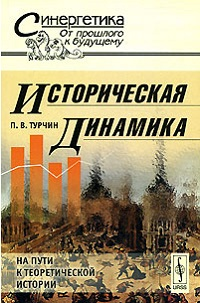 Синергетика
От прошлого
к будущему
ИСТОРИЧЕСКАЯ
П. В. ТУРЧИН
ДИНАМИКА
НА ПУТИ
К ТЕОРЕТИЧЕСКОЙ
ИСТОРИИ
URSS